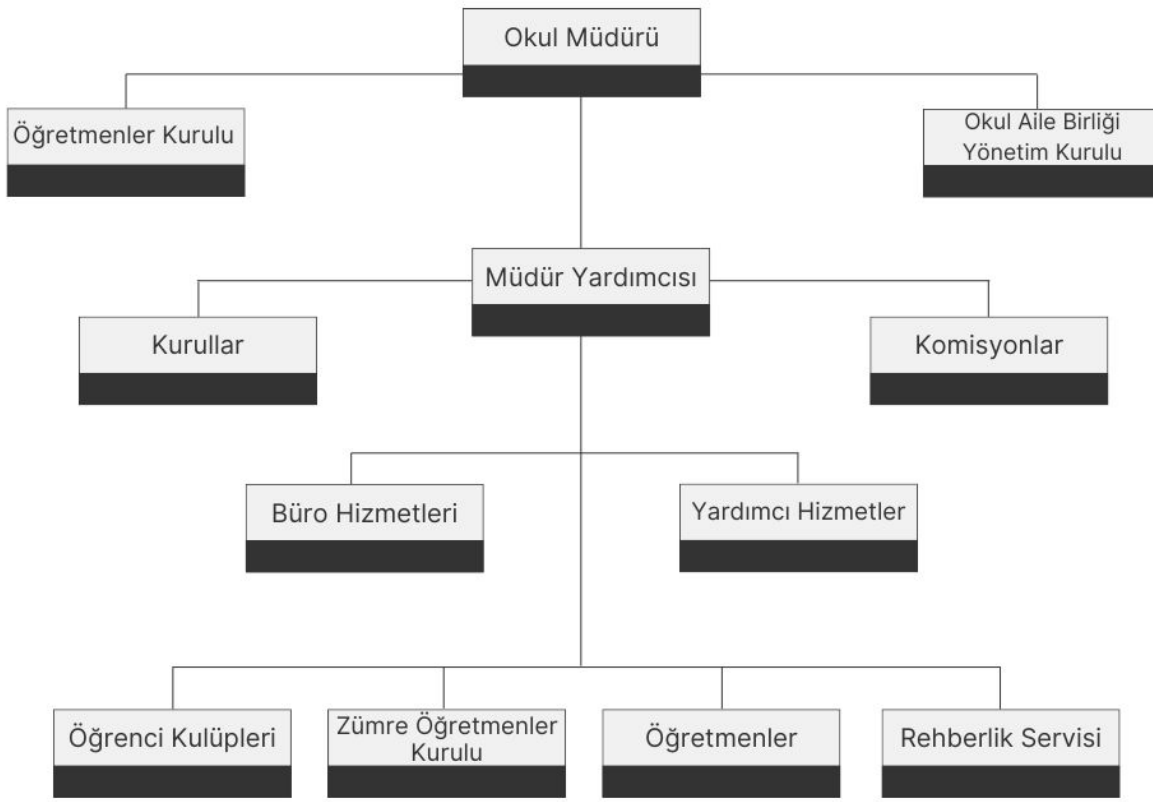 Okul Müdürü
Öğretmenler Kurulu
Okul Aile Birliği
Yönetim Kurulu
Müdür Yardımcısı
Kurullar
Komisyonlar
Büro Hizmetleri
Yardımcı Hizmetler
Öğrenci Kulüpleri
Zümre Öğretmenler
Kurulu
Öğretmenler
Rehberlik Servisi